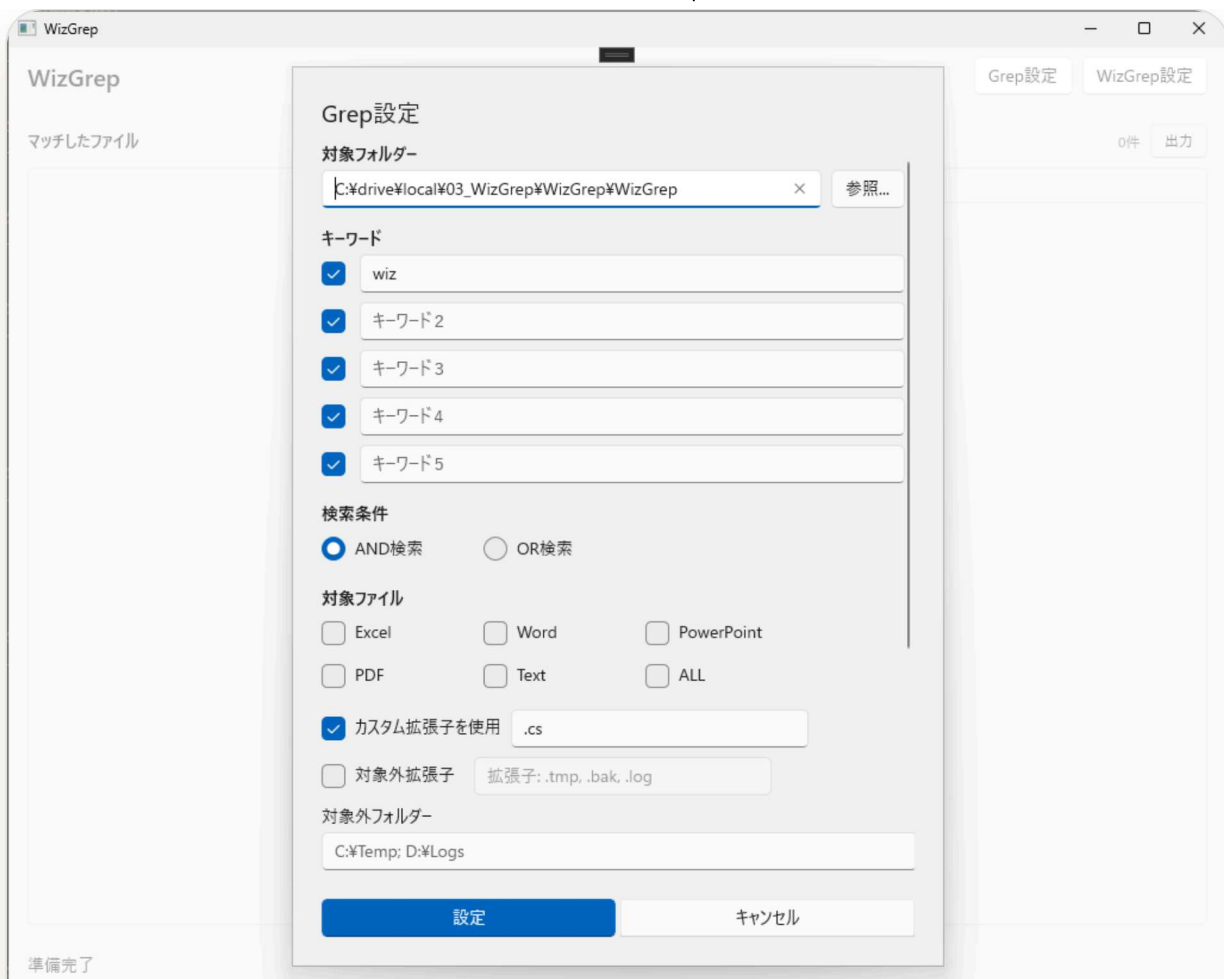 WizGrep
WizGrep
Grep設定
WizGrep設定
マッチしたファイル
0件
出力
Grep設定
対象フォルダー
C:¥drive¥local¥03_WizGrep¥WizGrep¥WizGrep
参照...
キーワード
wiz
キーワード2
キーワード3
キーワード4
キーワード5
検索条件
AND検索
OR検索
対象ファイル
Excel
Word
PowerPoint
PDF
Text
ALL
カスタム拡張子を使用
.cs
対象外拡張子
拡張子: .tmp, .bak, .log
対象外フォルダー
C:¥Temp; D:¥Logs
設定
キャンセル
準備完了